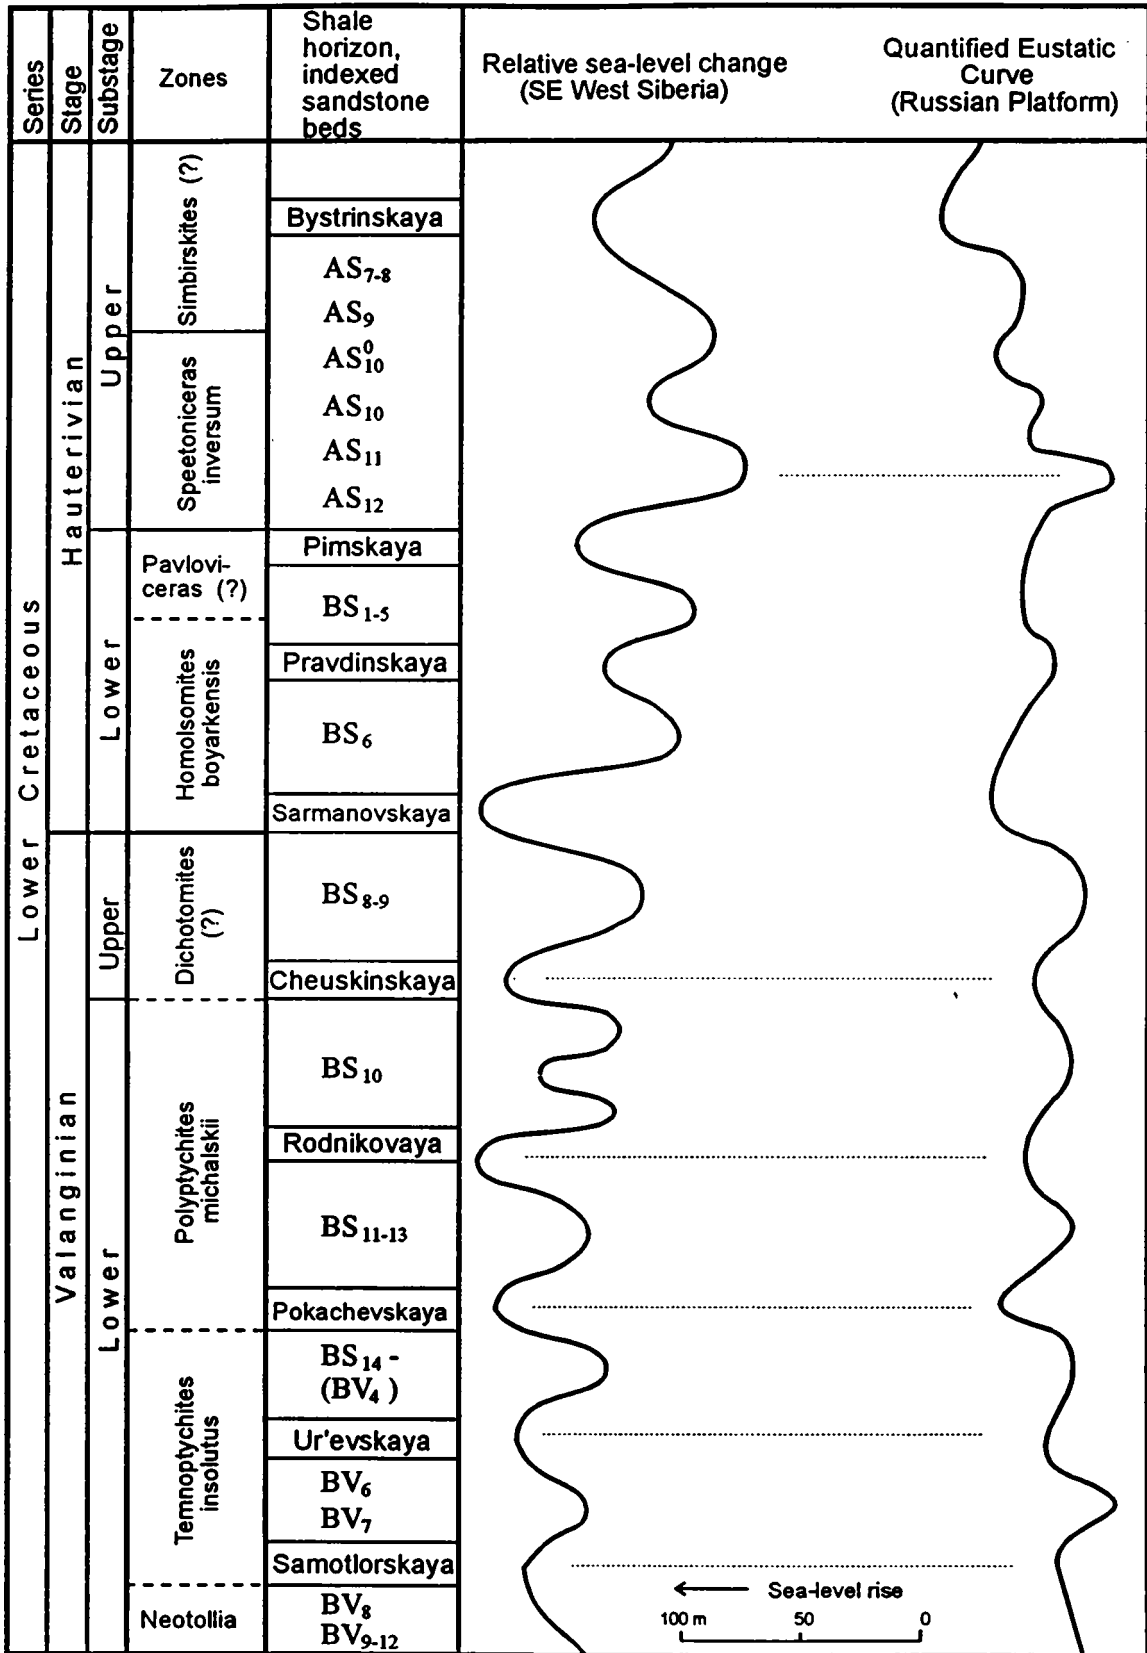 Series
Stage
Substage
Zones
Shale
horizon,
indexed
sandstone
beds
Relative sea-level change
(SE West Siberia)
Quantified Eustatic
Curve
(Russian Platform)
Lower Cretaceous
Hauterivian
Valanginian
Upper
Lower
Upper
Lower
Simbirskites (?)
Speetoniceras
inversum
Pavlovi-
ceras (?)
Homolsomites
boyarkensis
Dichotomites
(?)
Polyptychites
michalskii
Temnoptychites
insolutus
Neotollia
Bystrinskaya
AS7-8
AS9
AS⁰10
AS10
AS11
AS12
Pimskaya
BS1-5
Pravdinskaya
BS6
Sarmanovskaya
BS8-9
Cheuskinskaya
BS10
Rodnikovaya
BS11-13
Pokachevskaya
BS14 -
(BV4)
Ur'evskaya
BV6
BV7
Samotlorskaya
BV8
BV9-12
Sea-level rise
100 m 50 0